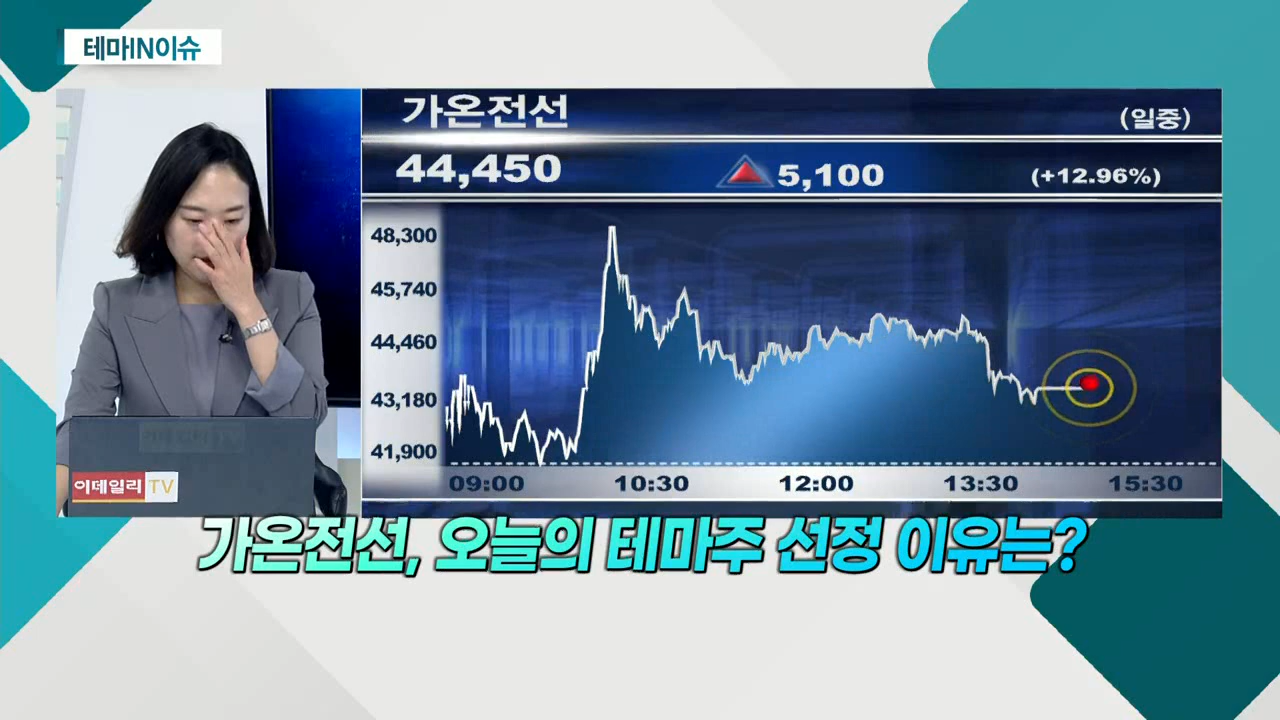 테마IN이슈
가온전선
(일중)
44,450 5,100 (+12.96%)
48,300
45,740
44,460
43,180
41,900
09:00 10:30 12:00 13:30 15:30
이데일리 TV
가온전선, 오늘의 테마주 선정 이유는?